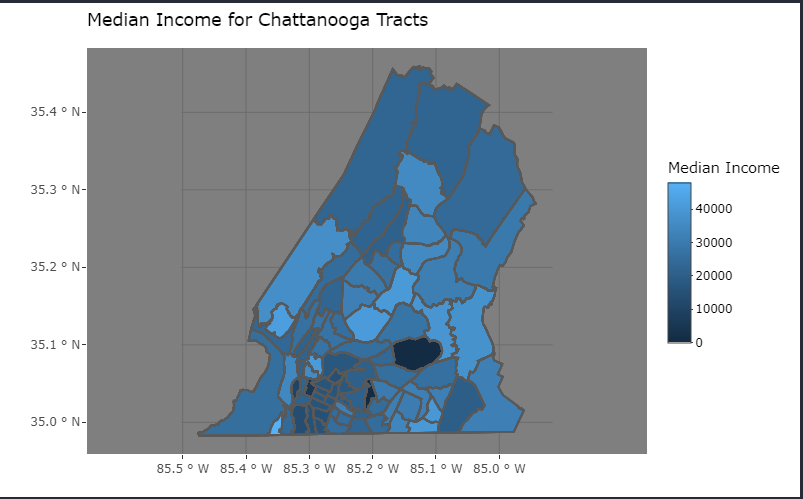 Median Income for Chattanooga Tracts
35.4 ° N
35.3 ° N
35.2 ° N
35.1 ° N
35.0 ° N
85.5 ° W 85.4 ° W 85.3 ° W 85.2 ° W 85.1 ° W 85.0 ° W
Median Income
40000
30000
20000
10000
0